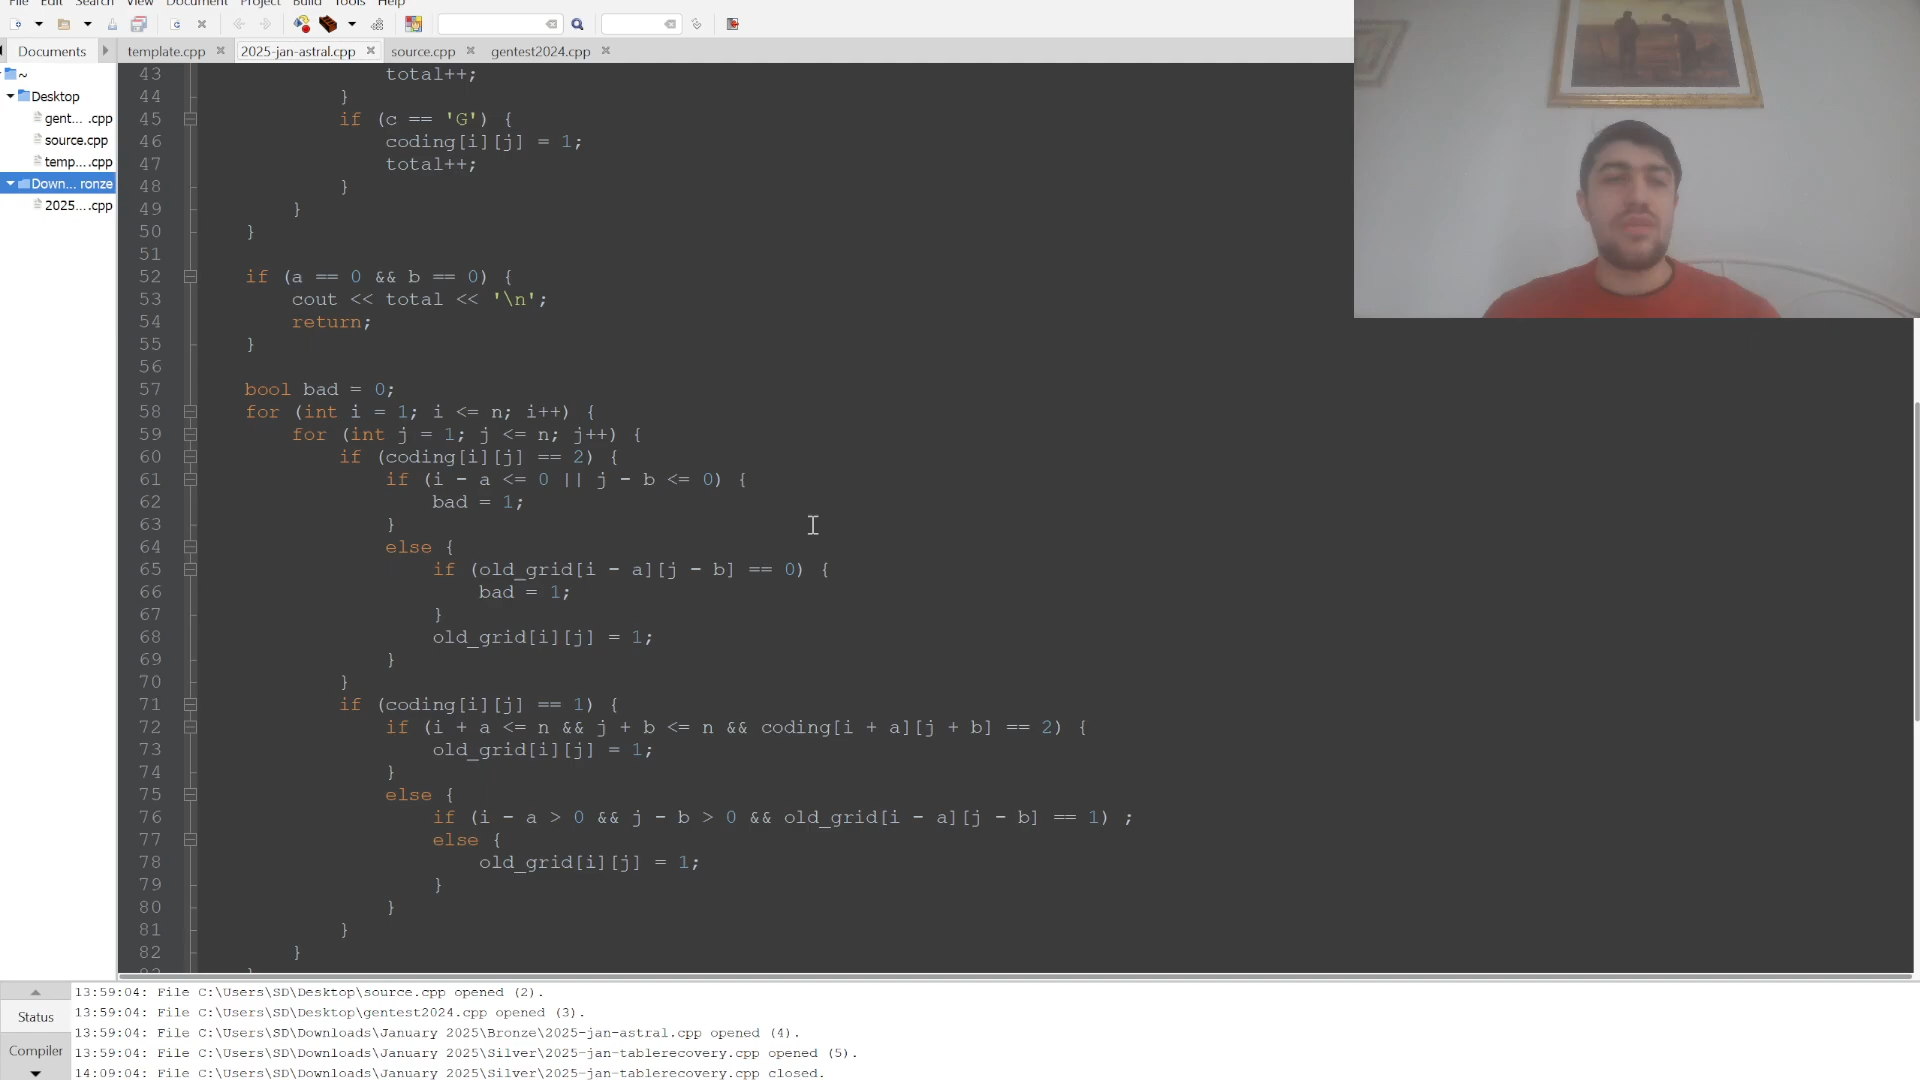 File Edit Search View Document Project Build Tools Help
Documents template.cpp 2025-jan-astral.cpp source.cpp gentest2024.cpp
~
Desktop
gent... .cpp
source.cpp
temp....cpp
Down... ronze
2025....cpp
43 total++;
44 }
45 if (c == 'G') {
46 coding[i][j] = 1;
47 total++;
48 }
49 }
50 }
51
52 if (a == 0 && b == 0) {
53 cout << total << '\n';
54 return;
55 }
56
57 bool bad = 0;
58 for (int i = 1; i <= n; i++) {
59 for (int j = 1; j <= n; j++) {
60 if (coding[i][j] == 2) {
61 if (i - a <= 0 || j - b <= 0) {
62 bad = 1;
63 }
64 else {
65 if (old_grid[i - a][j - b] == 0) {
66 bad = 1;
67 }
68 old_grid[i][j] = 1;
69 }
70 }
71 if (coding[i][j] == 1) {
72 if (i + a <= n && j + b <= n && coding[i + a][j + b] == 2) {
73 old_grid[i][j] = 1;
74 }
75 else {
76 if (i - a > 0 && j - b > 0 && old_grid[i - a][j - b] == 1) ;
77 else {
78 old_grid[i][j] = 1;
79 }
80 }
81 }
82 }
Status
Compiler
13:59:04: File C:\Users\SD\Desktop\source.cpp opened (2).
13:59:04: File C:\Users\SD\Desktop\gentest2024.cpp opened (3).
13:59:04: File C:\Users\SD\Downloads\January 2025\Bronze\2025-jan-astral.cpp opened (4).
13:59:04: File C:\Users\SD\Downloads\January 2025\Silver\2025-jan-tablerecovery.cpp opened (5).
14:09:04: File C:\Users\SD\Downloads\January 2025\Silver\2025-jan-tablerecovery.cpp closed.